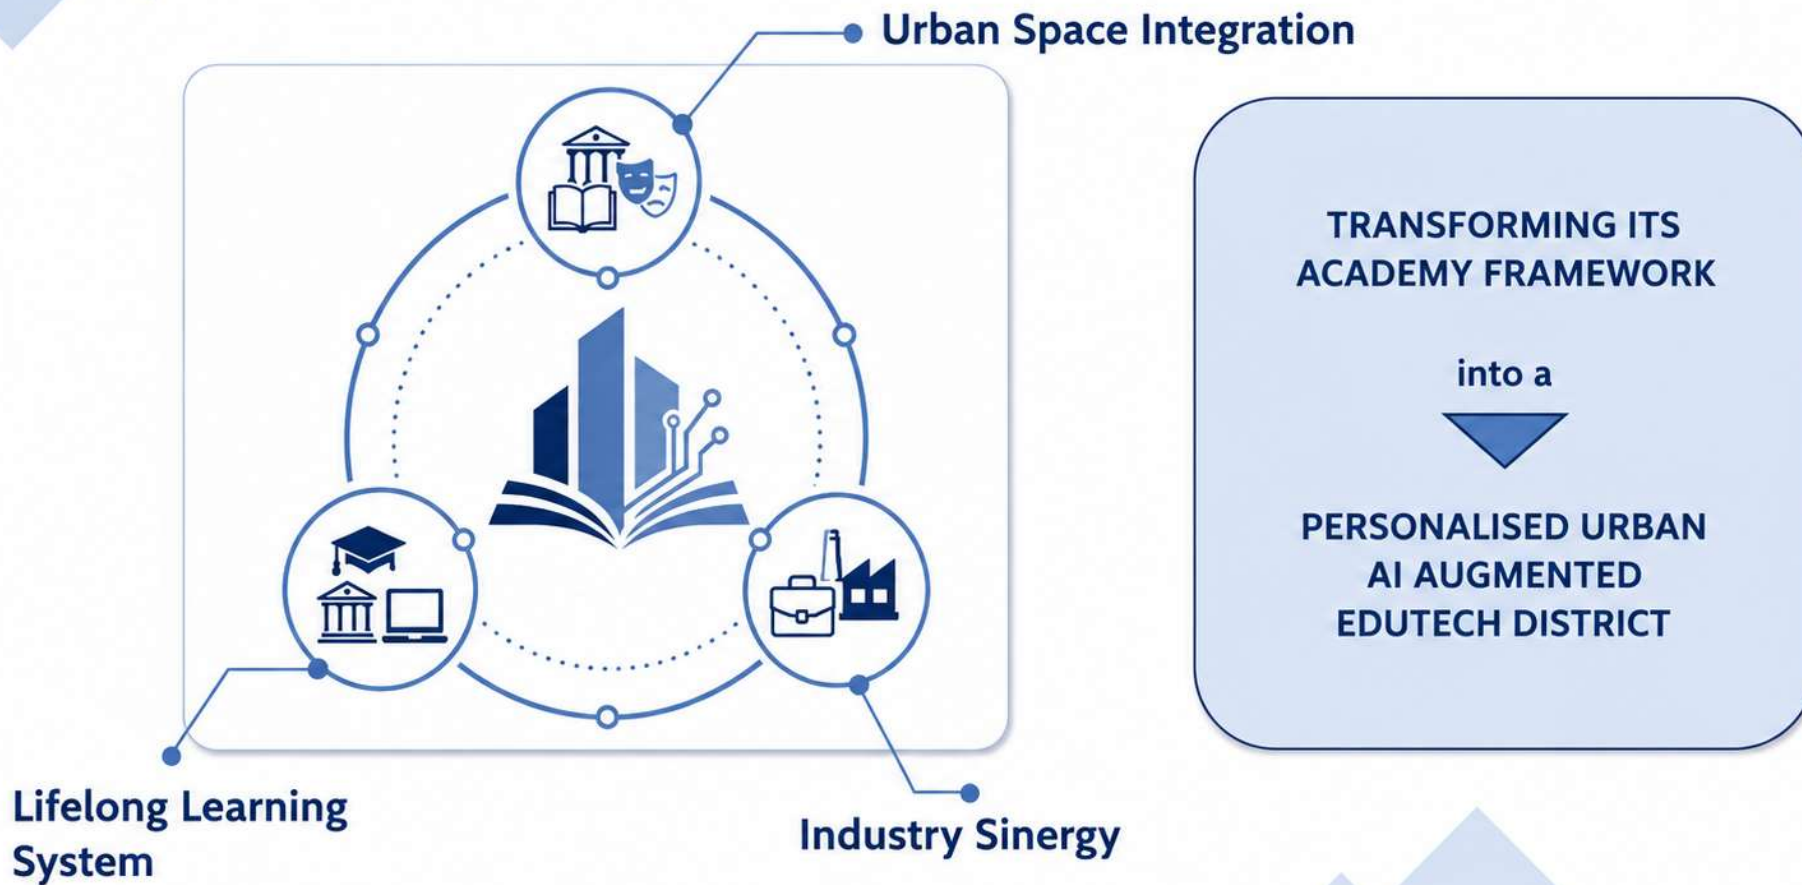 Urban Space Integration
TRANSFORMING ITS
ACADEMY FRAMEWORK
into a
PERSONALISED URBAN
AI AUGMENTED
EDUTECH DISTRICT
Lifelong Learning
System
Industry Sinergy